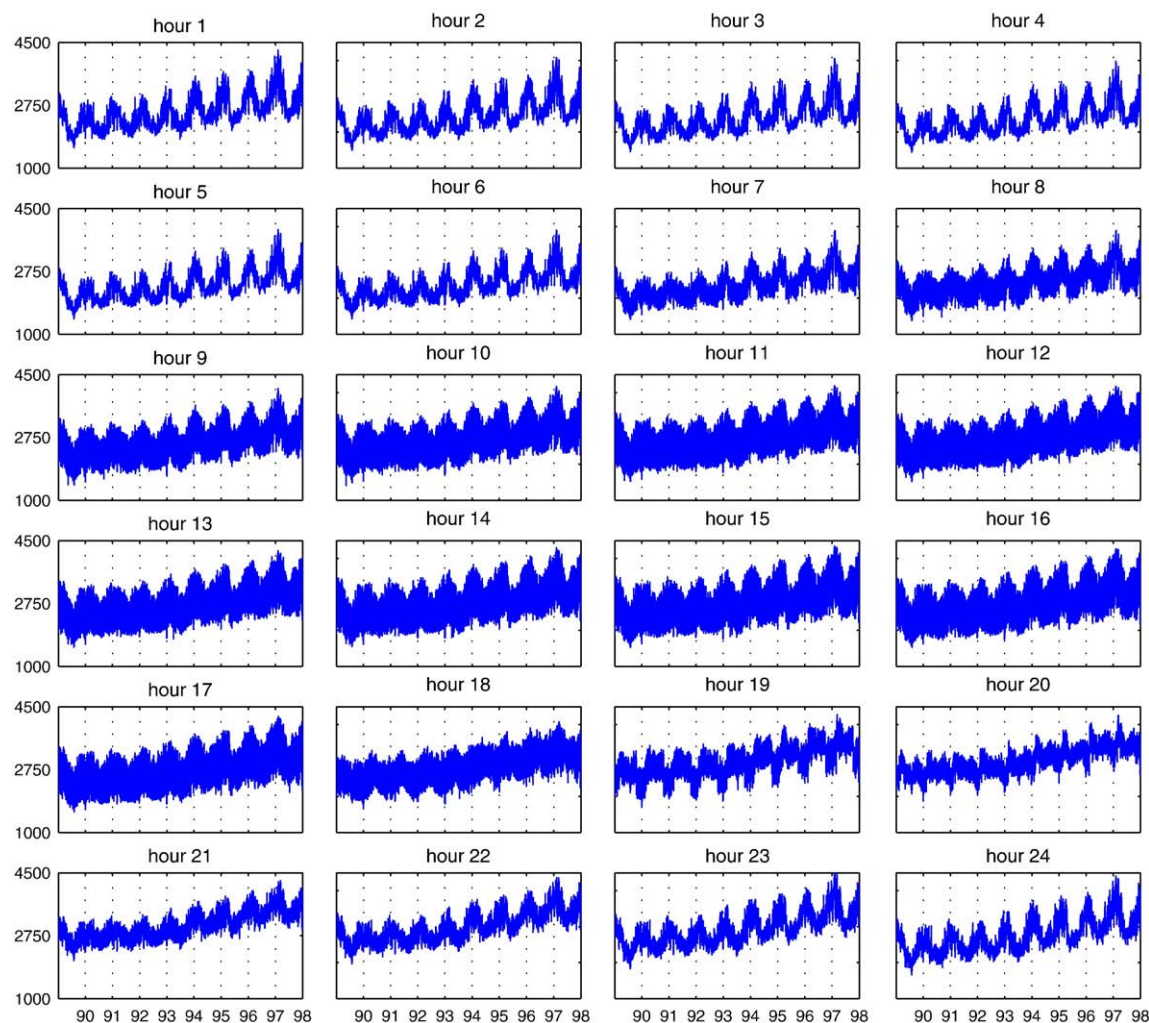 hour 1
hour 2
hour 3
hour 4
4500
2750
1000
hour 5
hour 6
hour 7
hour 8
4500
2750
1000
hour 9
hour 10
hour 11
hour 12
4500
2750
1000
hour 13
hour 14
hour 15
hour 16
4500
2750
1000
hour 17
hour 18
hour 19
hour 20
4500
2750
1000
hour 21
hour 22
hour 23
hour 24
4500
2750
1000
90 91 92 93 94 95 96 97 98
90 91 92 93 94 95 96 97 98
90 91 92 93 94 95 96 97 98
90 91 92 93 94 95 96 97 98